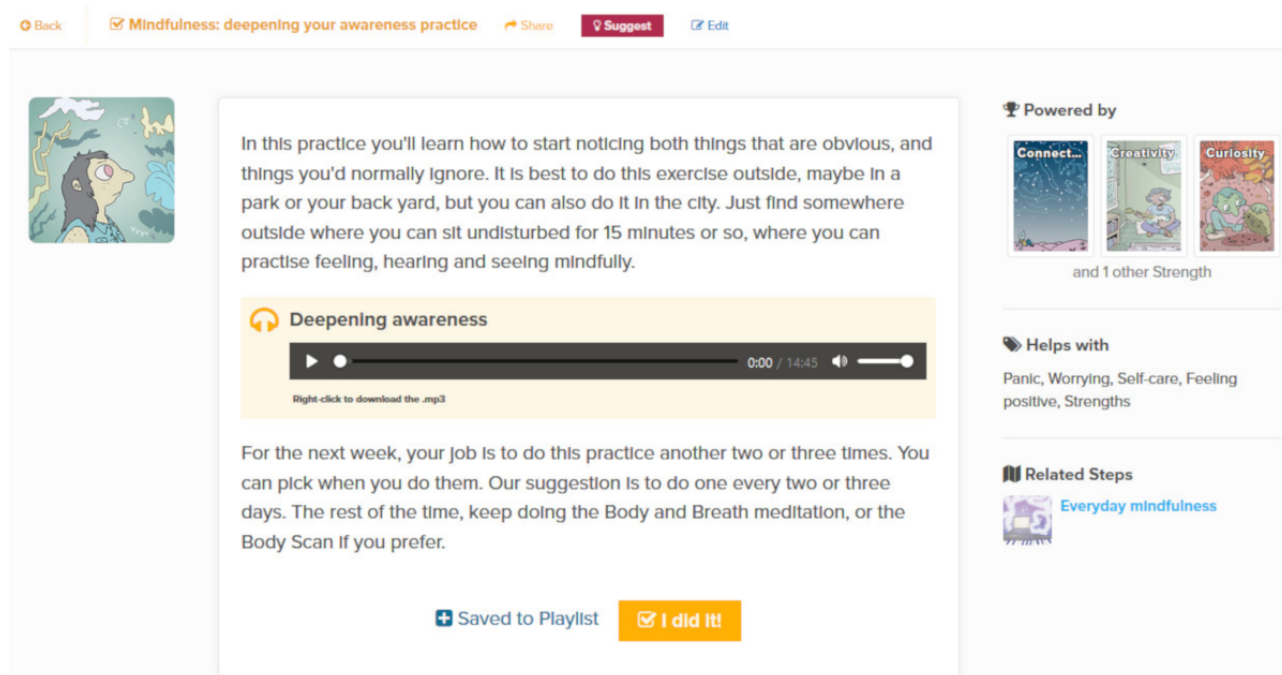 Back
Mindfulness: deepening your awareness practice
Share
Suggest
Edit
In this practice you'll learn how to start noticing both things that are obvious, and
things you'd normally ignore. It is best to do this exercise outside, maybe in a
park or your back yard, but you can also do it in the city. Just find somewhere
outside where you can sit undisturbed for 15 minutes or so, where you can
practise feeling, hearing and seeing mindfully.
Deepening awareness
0:00 / 14:45
Right-click to download the .mp3
For the next week, your job is to do this practice another two or three times. You
can pick when you do them. Our suggestion is to do one every two or three
days. The rest of the time, keep doing the Body and Breath meditation, or the
Body Scan if you prefer.
Saved to Playlist
I did it!
Powered by
Connect...
Creativity
Curiosity
and 1 other Strength
Helps with
Panic, Worrying, Self-care, Feeling
positive, Strengths
Related Steps
Everyday mindfulness